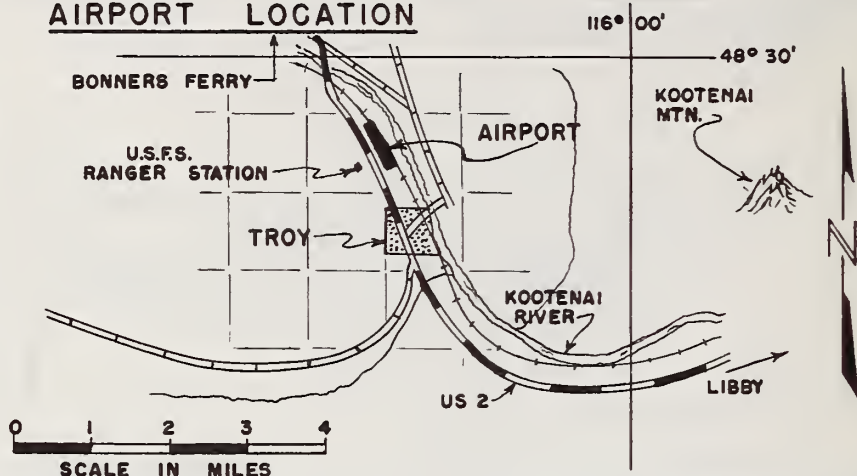 AIRPORT LOCATION
116° 00'
48° 30'
BONNERS FERRY
KOOTENAI
MTN.
AIRPORT
U.S.F.S.
RANGER STATION
N
TROY
KOOTENAI
RIVER
LIBBY
US 2
0 1 2 3 4
SCALE IN MILES